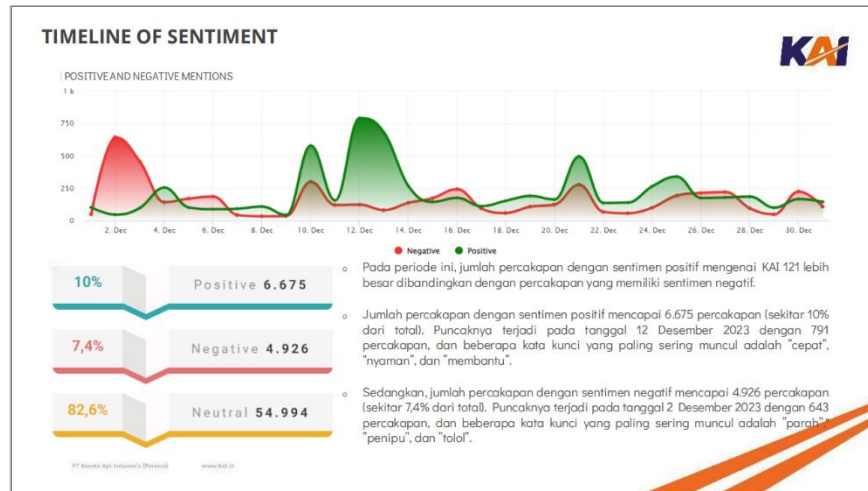 TIMELINE OF SENTIMENT
KAI
POSITIVE AND NEGATIVE MENTIONS
1 k
750
500
250
0
2. Dec 4. Dec 6. Dec 8. Dec 10. Dec 12. Dec 14. Dec 16. Dec 18. Dec 20. Dec 22. Dec 24. Dec 26. Dec 28. Dec 30. Dec
Negative Positive
10% Positive 6.675
7,4% Negative 4.926
82,6% Neutral 54.994
Pada periode ini, jumlah percakapan dengan sentimen positif mengenai KAI 121 lebih
besar dibandingkan dengan percakapan yang memiliki sentimen negatif.
Jumlah percakapan dengan sentimen positif mencapai 6.675 percakapan (sekitar 10%
dari total). Puncaknya terjadi pada tanggal 12 Desember 2023 dengan 791
percakapan, dan beberapa kata kunci yang paling sering muncul adalah "cepat",
"nyaman", dan "membantu".
Sedangkan, jumlah percakapan dengan sentimen negatif mencapai 4.926 percakapan
(sekitar 7,4% dari total). Puncaknya terjadi pada tanggal 2 Desember 2023 dengan 643
percakapan, dan beberapa kata kunci yang paling sering muncul adalah "parah",
"penipu", dan "tolol".
PT Kereta Api Indonesia (Persero) www.kai.id